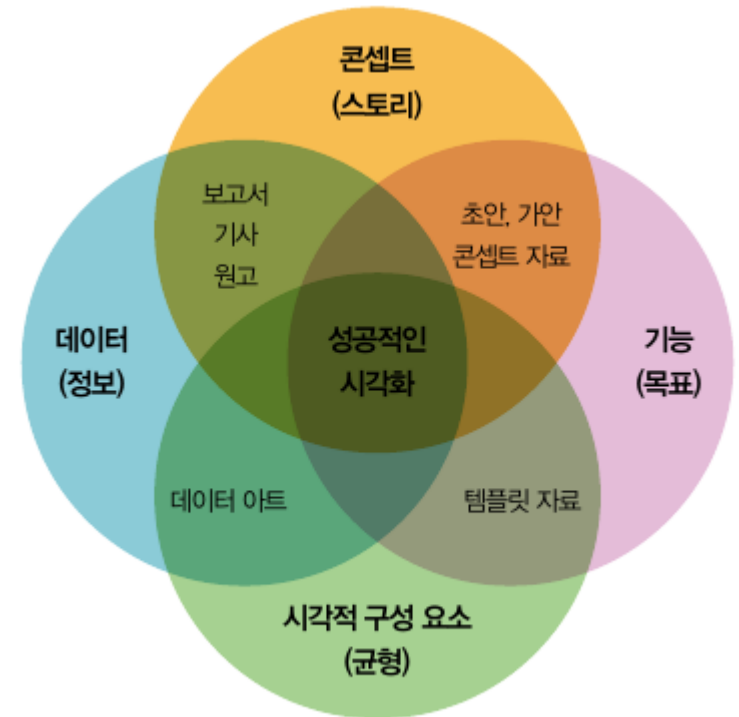 콘셉트
(스토리)
보고서
기사
원고
초안, 가안
콘셉트 자료
데이터
(정보)
성공적인
시각화
기능
(목표)
데이터 아트
템플릿 자료
시각적 구성 요소
(균형)